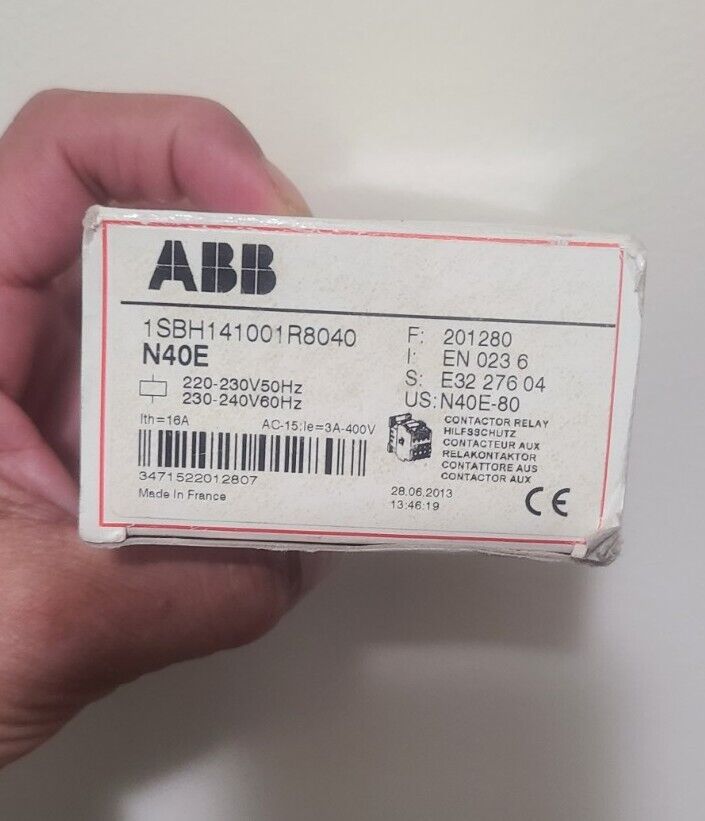 ABB
1SBH141001R8040
N40E
220-230V50Hz
230-240V60Hz
Ith=16A AC-15:Ie=3A-400V
3471522012807
Made In France
F: 201280
I: EN 023 6
S: E32 276 04
US: N40E-80
CONTACTOR RELAY
HILFSSCHUTZ
CONTACTEUR AUX
RELAKONTAKTOR
CONTATTORE AUS
CONTACTOR AUX
28.06.2013
13:46:19
CE